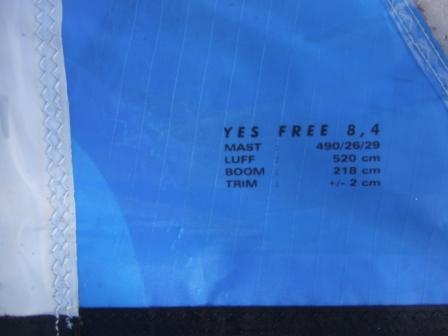 YES FREE 8,4
MAST : 490/26/29
LUFF : 520 cm
BOOM : 218 cm
TRIM : +/- 2 cm